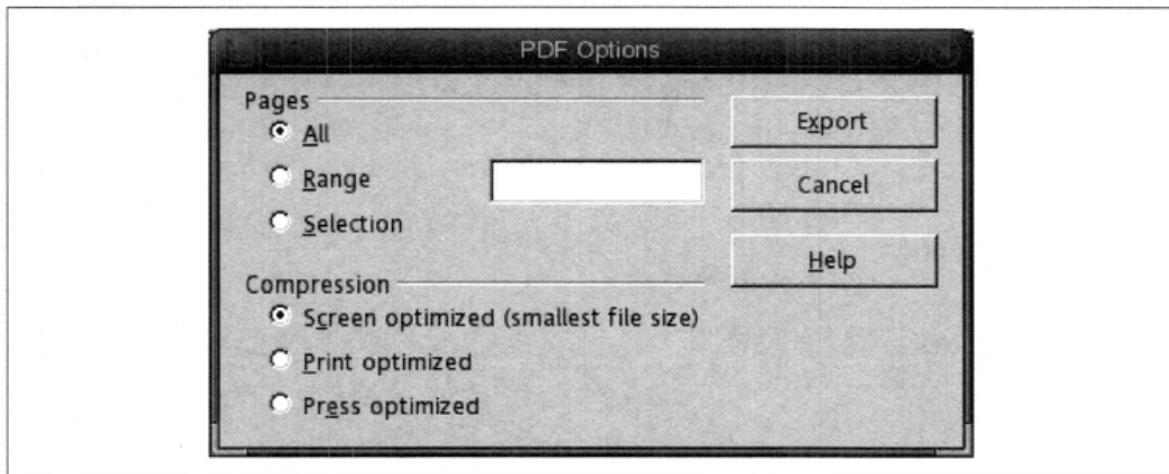 PDF Options
Pages
All
Range
Selection
Compression
Screen optimized (smallest file size)
Print optimized
Press optimized
Export
Cancel
Help